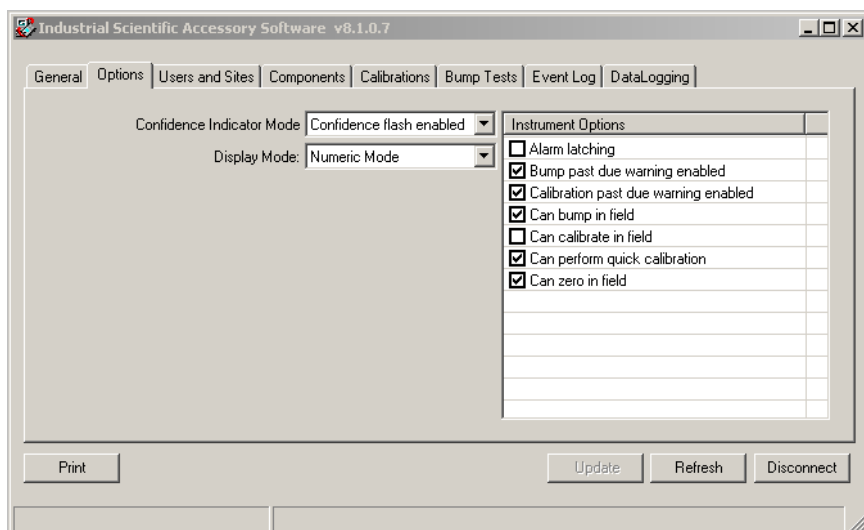 Industrial Scientific Accessory Software v8.1.0.7
General Options Users and Sites Components Calibrations Bump Tests Event Log DataLogging
Confidence Indicator Mode Confidence flash enabled
Display Mode: Numeric Mode
Instrument Options
Alarm latching
Bump past due warning enabled
Calibration past due warning enabled
Can bump in field
Can calibrate in field
Can perform quick calibration
Can zero in field
Print Update Refresh Disconnect